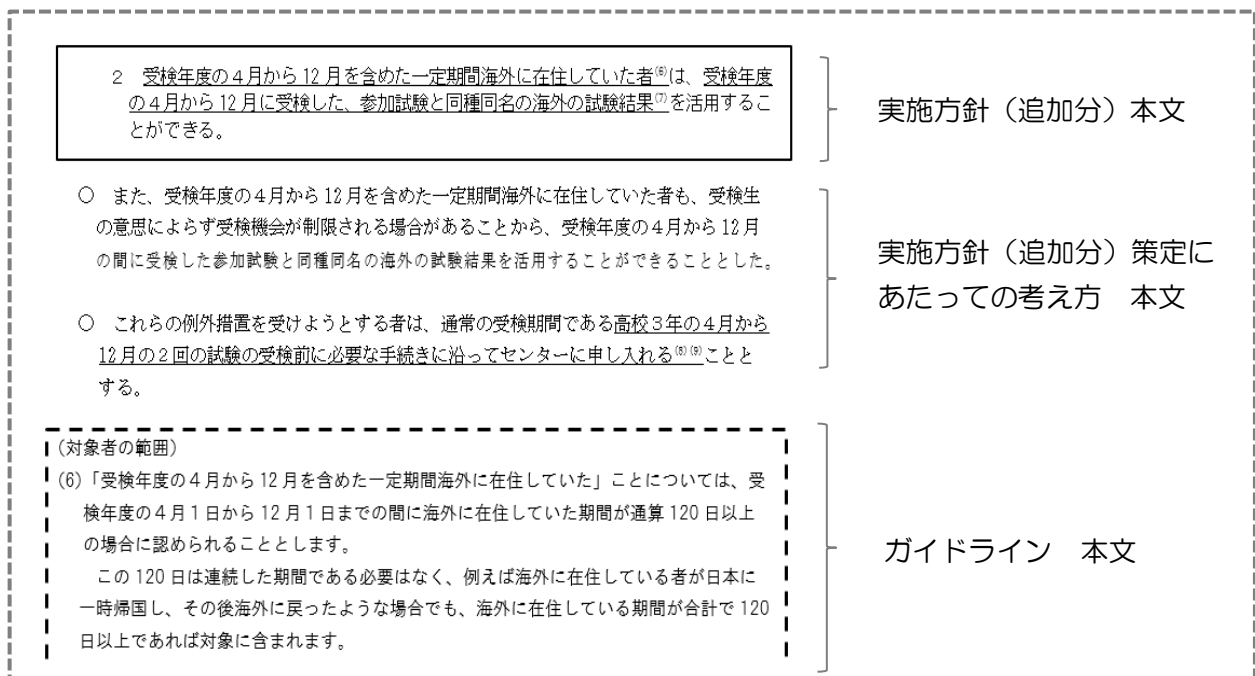 2 受検年度の4月から12月を含めた一定期間海外に在住していた者(6)は、受検年度
の4月から12月に受検した、参加試験と同種同名の海外の試験結果(7)を活用するこ
とができる。
実施方針（追加分）本文
○ また、受検年度の4月から12月を含めた一定期間海外に在住していた者も、受検生
の意思によらず受検機会が制限される場合があることから、受検年度の4月から12月
の間に受検した参加試験と同種同名の海外の試験結果を活用することができることとした。
○ これらの例外措置を受けようとする者は、通常の受検期間である高校3年の4月から
12月の2回の試験の受検前に必要な手続きに沿ってセンターに申し入れる(8)(9)ことと
する。
実施方針（追加分）策定に
あたっての考え方 本文
(対象者の範囲)
(6)「受検年度の4月から12月を含めた一定期間海外に在住していた」ことについては、受
検年度の4月1日から12月1日までの間に海外に在住していた期間が通算120日以上
の場合に認められることとします。
この120日は連続した期間である必要はなく、例えば海外に在住している者が日本に
一時帰国し、その後海外に戻ったような場合でも、海外に在住している期間が合計で120
日以上であれば対象に含まれます。
ガイドライン 本文